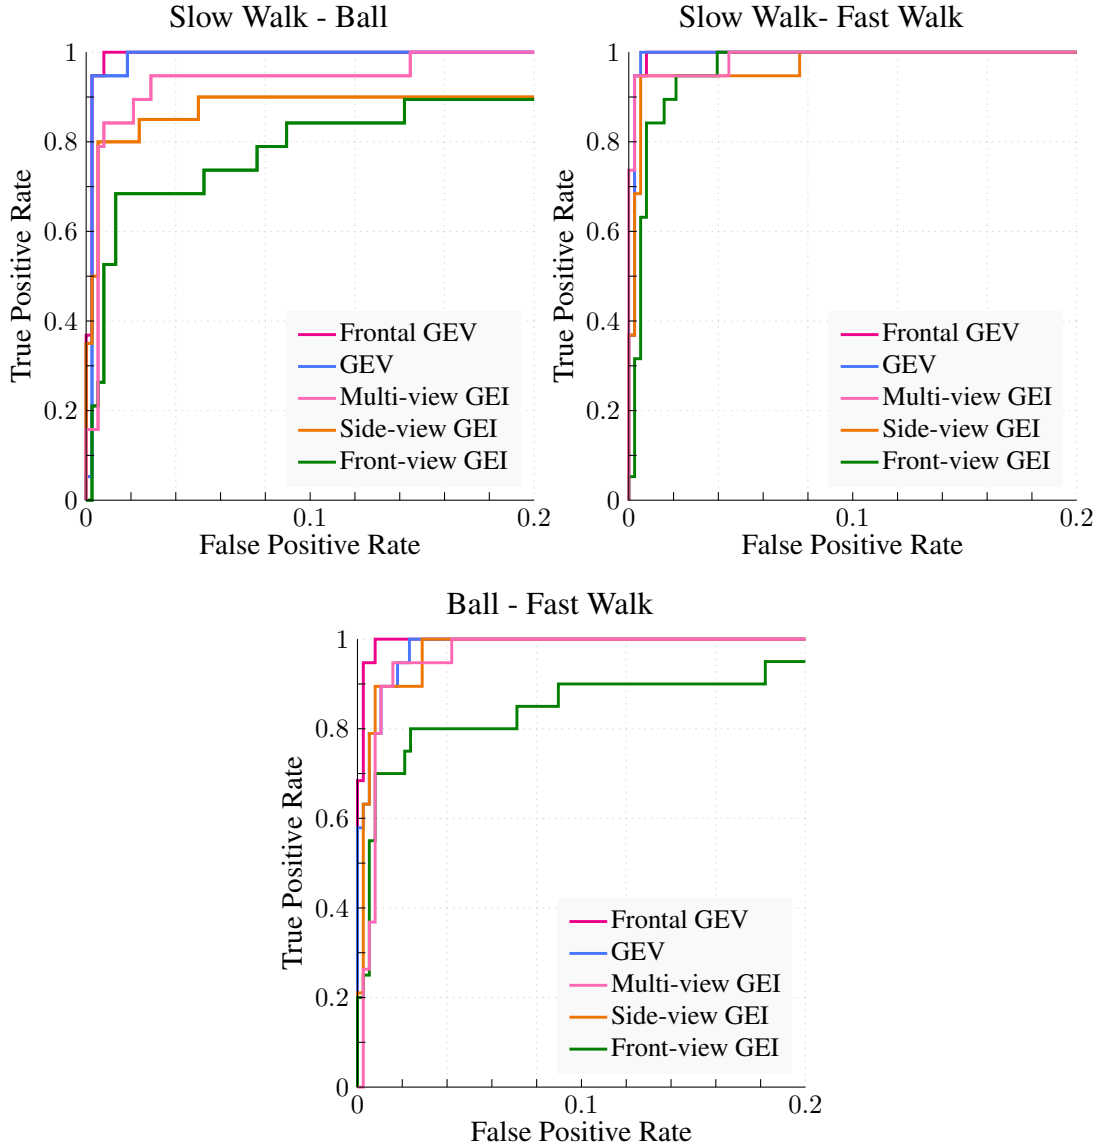 Slow Walk - Ball
1
0.8
0.6
0.4
0.2
0
0
0.1
0.2
True Positive Rate
False Positive Rate
Frontal GEV
GEV
Multi-view GEI
Side-view GEI
Front-view GEI
Slow Walk- Fast Walk
1
0.8
0.6
0.4
0.2
0
0
0.1
0.2
True Positive Rate
False Positive Rate
Frontal GEV
GEV
Multi-view GEI
Side-view GEI
Front-view GEI
Ball - Fast Walk
1
0.8
0.6
0.4
0.2
0
0
0.1
0.2
True Positive Rate
False Positive Rate
Frontal GEV
GEV
Multi-view GEI
Side-view GEI
Front-view GEI